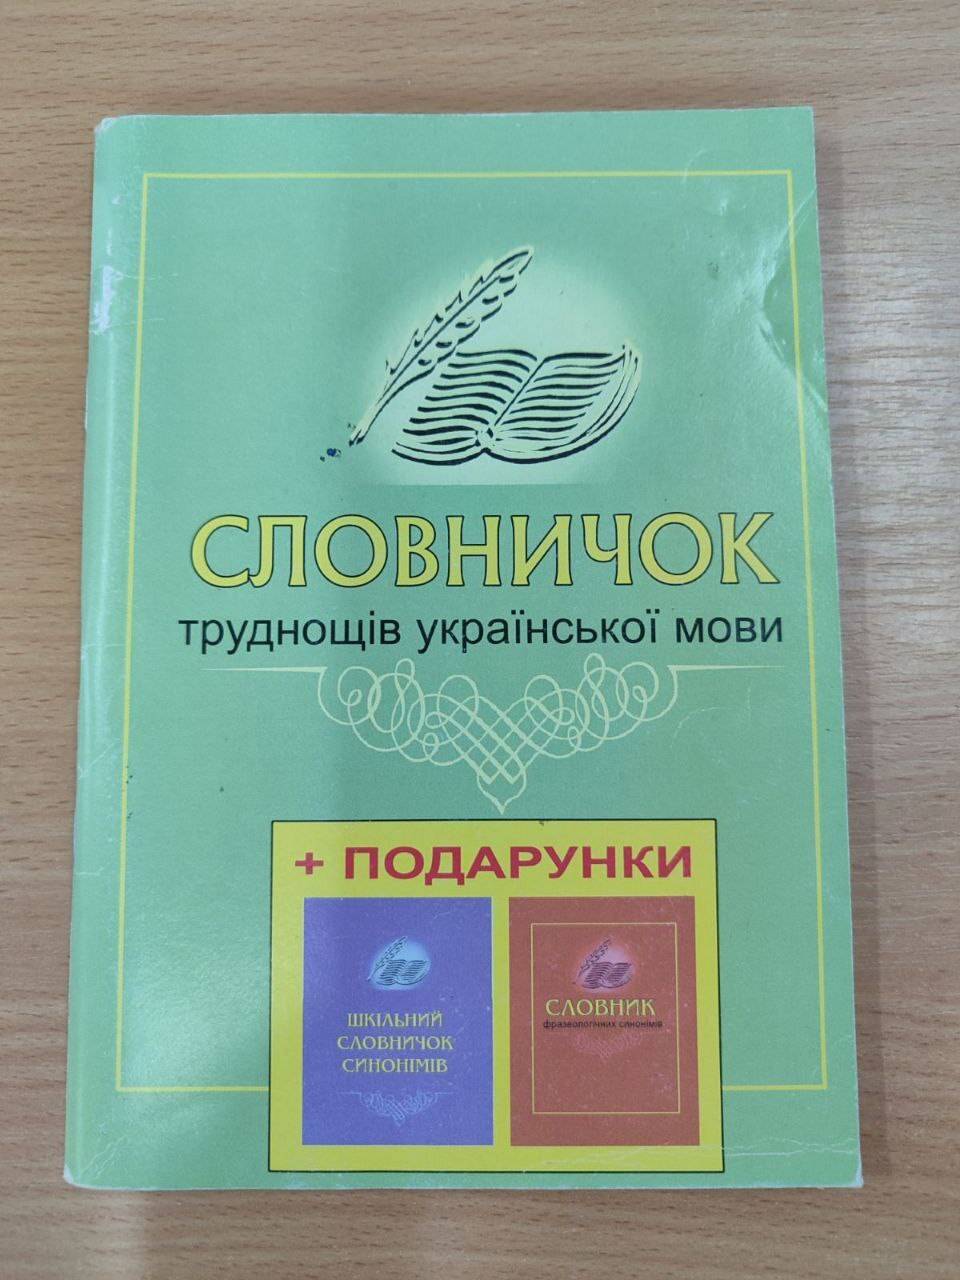 СЛОВНИЧОК
труднощів української мови
+ ПОДАРУНКИ
ШКІЛЬНИЙ
СЛОВНИЧОК
СИНОНІМІВ
СЛОВНИК
фразеологічних синонімів